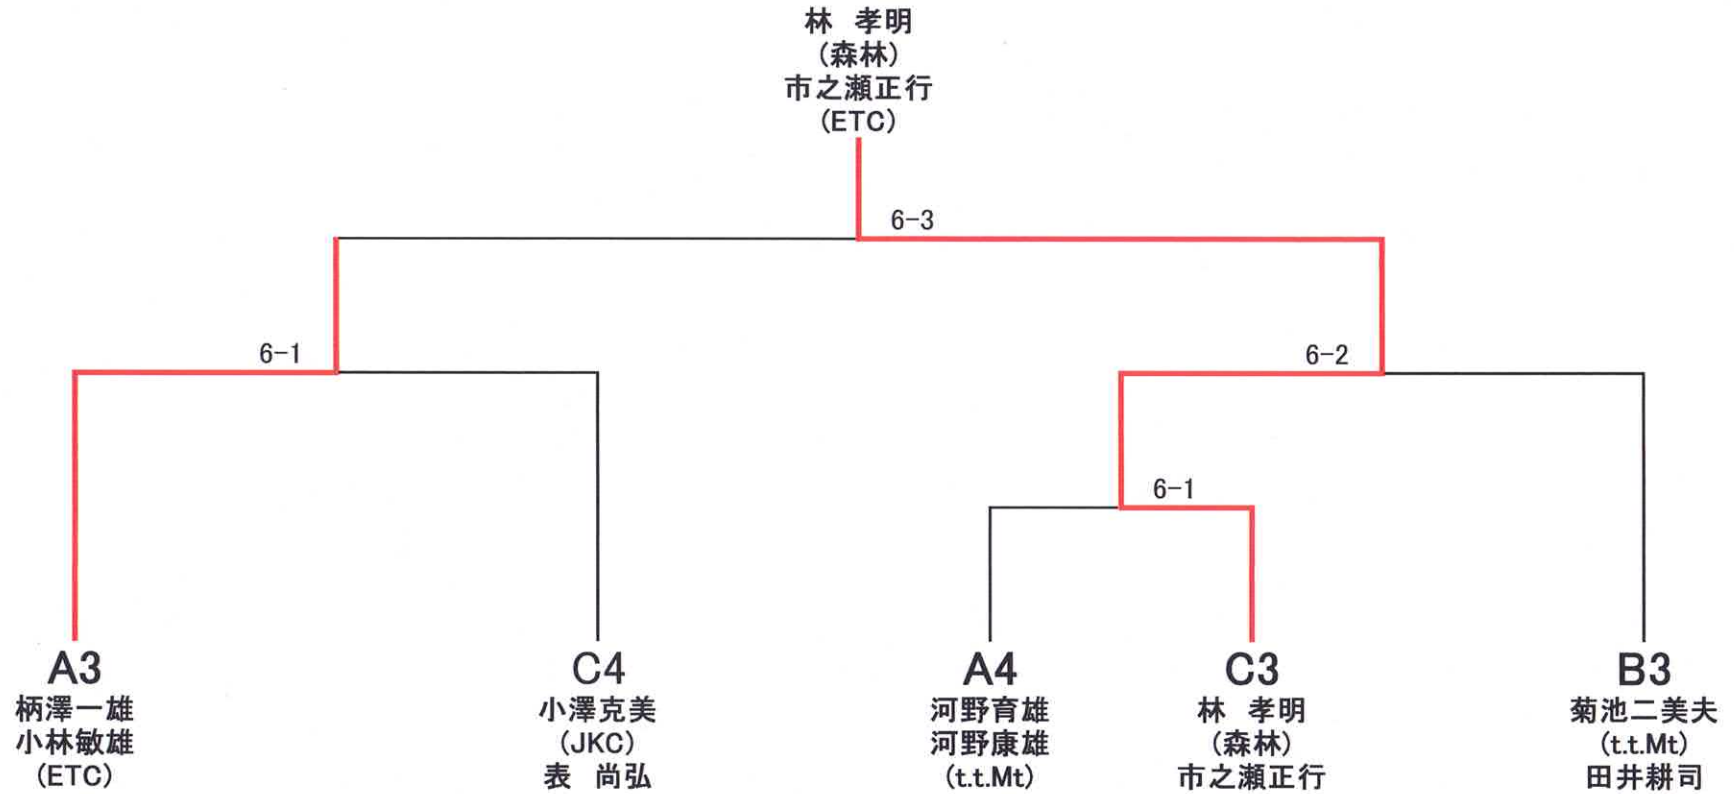 林 孝明
(森林)
市之瀬正行
(ETC)
6-3
6-1
6-2
6-1
A3
柄澤一雄
小林敏雄
(ETC)
C4
小澤克美
(JKC)
表 尚弘
A4
河野育雄
河野康雄
(t.t.Mt)
C3
林 孝明
(森林)
市之瀬正行
B3
菊池二美夫
(t.t.Mt)
田井耕司